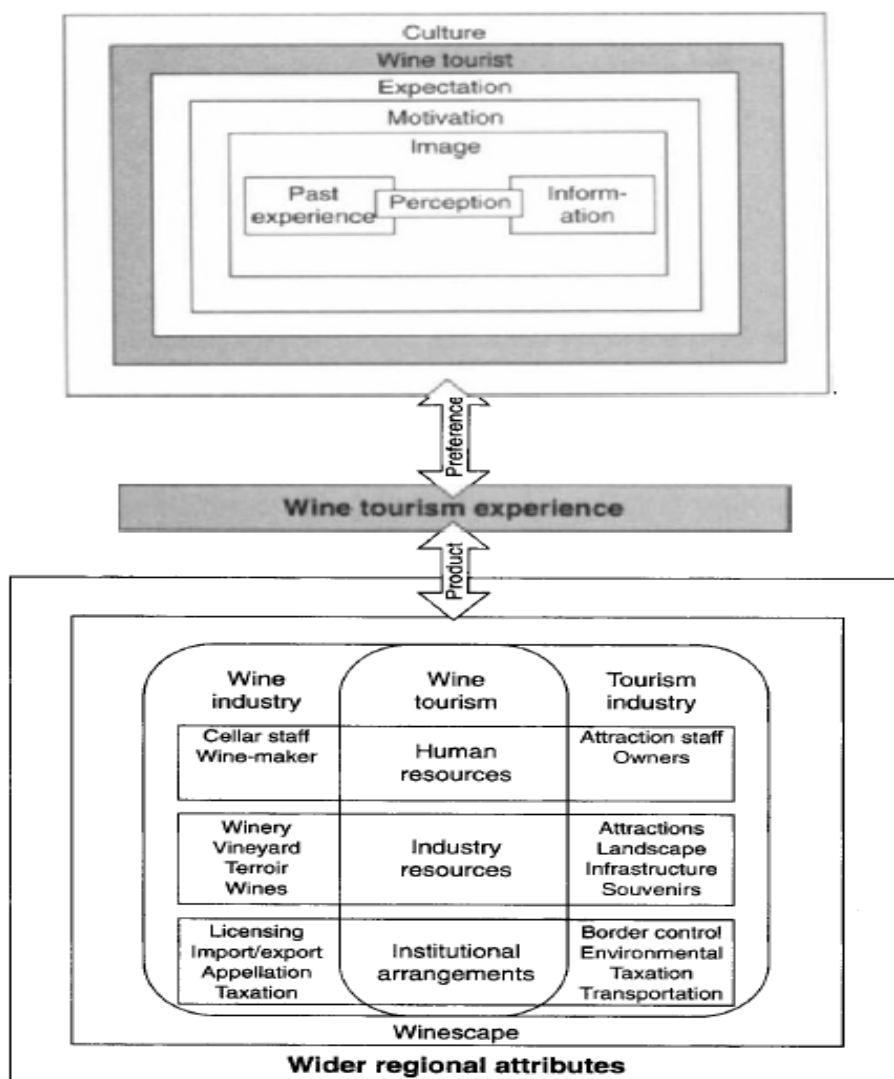 Culture
Wine tourist
Expectation
Motivation
Image
Past
experience
Perception
Inform-
ation
Preference
Wine tourism experience
Product
Wine
industry
Wine
tourism
Tourism
industry
Cellar staff
Wine-maker
Human
resources
Attraction staff
Owners
Winery
Vineyard
Terroir
Wines
Industry
resources
Attractions
Landscape
Infrastructure
Souvenirs
Licensing
Import/export
Appellation
Taxation
Institutional
arrangements
Border control
Environmental
Taxation
Transportation
Winescape
Wider regional attributes